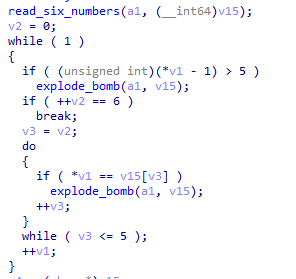 read_six_numbers(a1, (__int64)v15);
v2 = 0;
while ( 1 )
{
if ( (unsigned int)(*v1 - 1) > 5 )
explode_bomb(a1, v15);
if ( ++v2 == 6 )
break;
v3 = v2;
do
{
if ( *v1 == v15[v3] )
explode_bomb(a1, v15);
++v3;
}
while ( v3 <= 5 );
++v1;
}